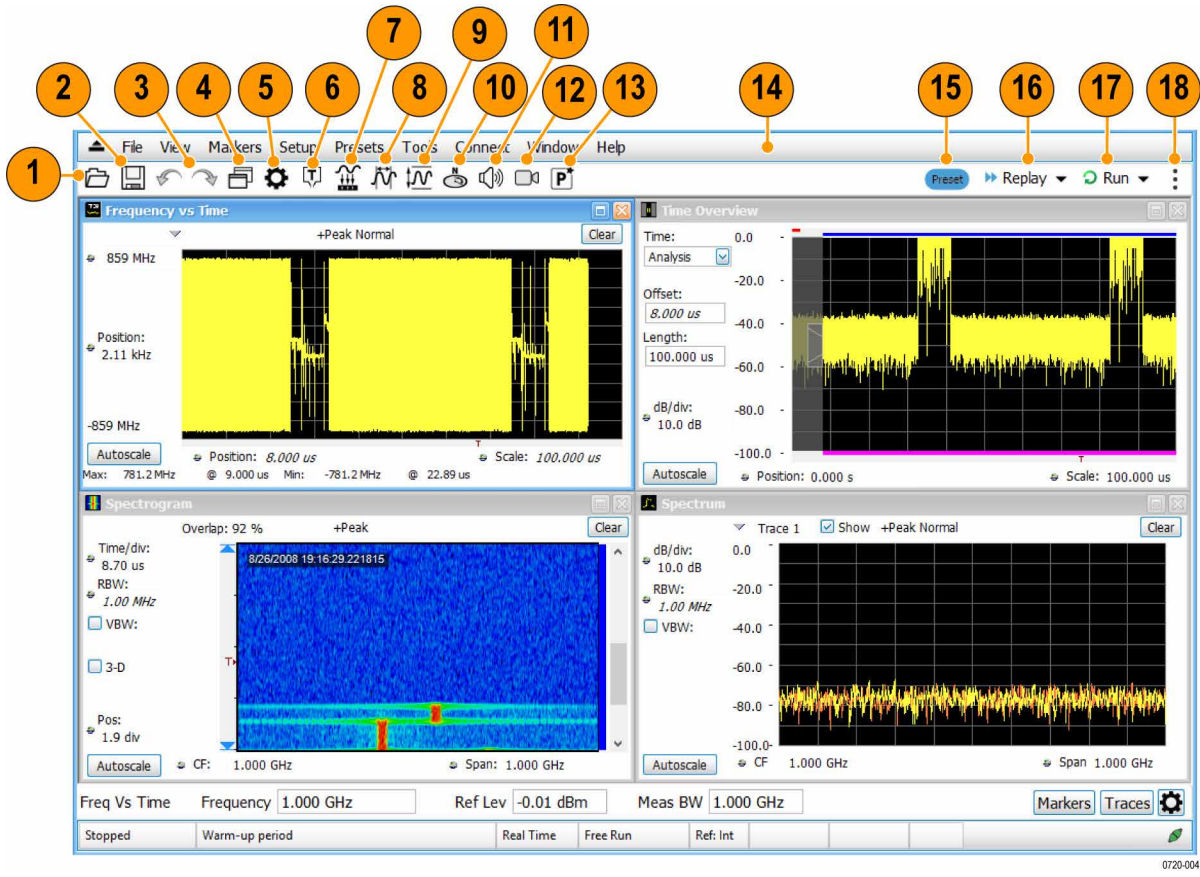 7 9 11
2 3 4 5 6 8 10 12 13 14 15 16 17 18
1
File View Markers Setup Presets Tools Connect Window Help
T N P Preset Replay Run
Frequency vs Time
+Peak Normal Clear
859 MHz
Position:
2.11 kHz
-859 MHz
T
Autoscale Position: 8.000 us Scale: 100.000 us
Max: 781.2 MHz @ 9.000 us Min: -781.2 MHz @ 22.89 us
Time Overview
Time: 0.0 -
Analysis
-20.0 -
Offset:
8.000 us
-40.0 -
Length:
100.000 us
-60.0 -
dB/div: -80.0 -
10.0 dB
-100.0 -
T
Autoscale Position: 0.000 s Scale: 100.000 us
Spectrogram
Overlap: 92 % +Peak Clear
Time/div:
8.70 us
8/26/2008 19:16:29.221815
RBW:
1.00 MHz
VBW:
3-D
T
Pos:
1.9 div
Autoscale CF: 1.000 GHz Span: 1.000 GHz
Spectrum
Trace 1 Show +Peak Normal Clear
dB/div: 0.0 -
10.0 dB
RBW: -20.0 -
1.00 MHz
VBW: -40.0 -
-60.0 -
-80.0 -
-100.0-
Autoscale CF 1.000 GHz Span 1.000 GHz
Freq Vs Time Frequency 1.000 GHz Ref Lev -0.01 dBm Meas BW 1.000 GHz Markers Traces
Stopped Warm-up period Real Time Free Run Ref: Int
0720-004